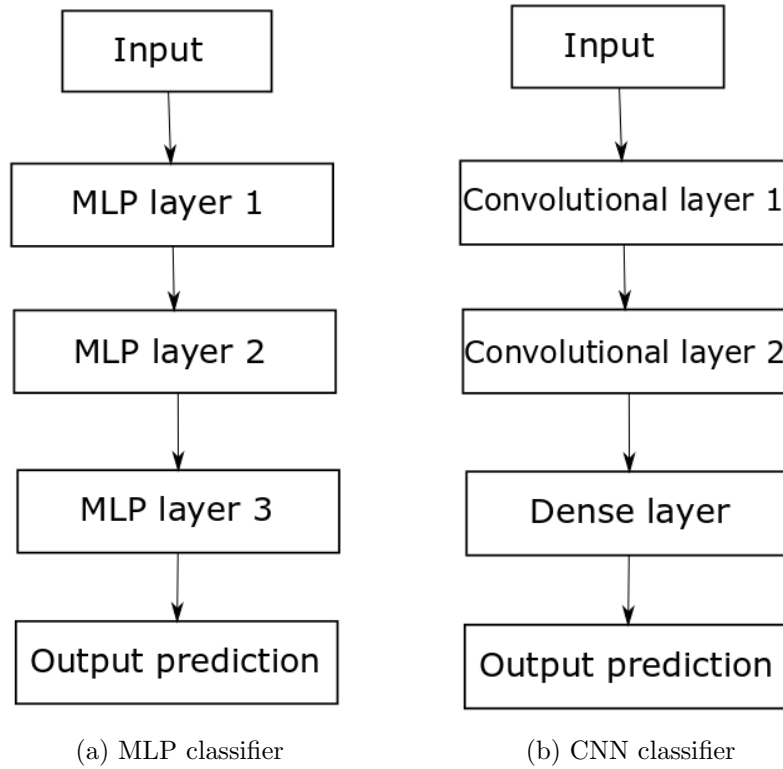 Input
MLP layer 1
MLP layer 2
MLP layer 3
Output prediction
(a) MLP classifier
Input
Convolutional layer 1
Convolutional layer 2
Dense layer
Output prediction
(b) CNN classifier